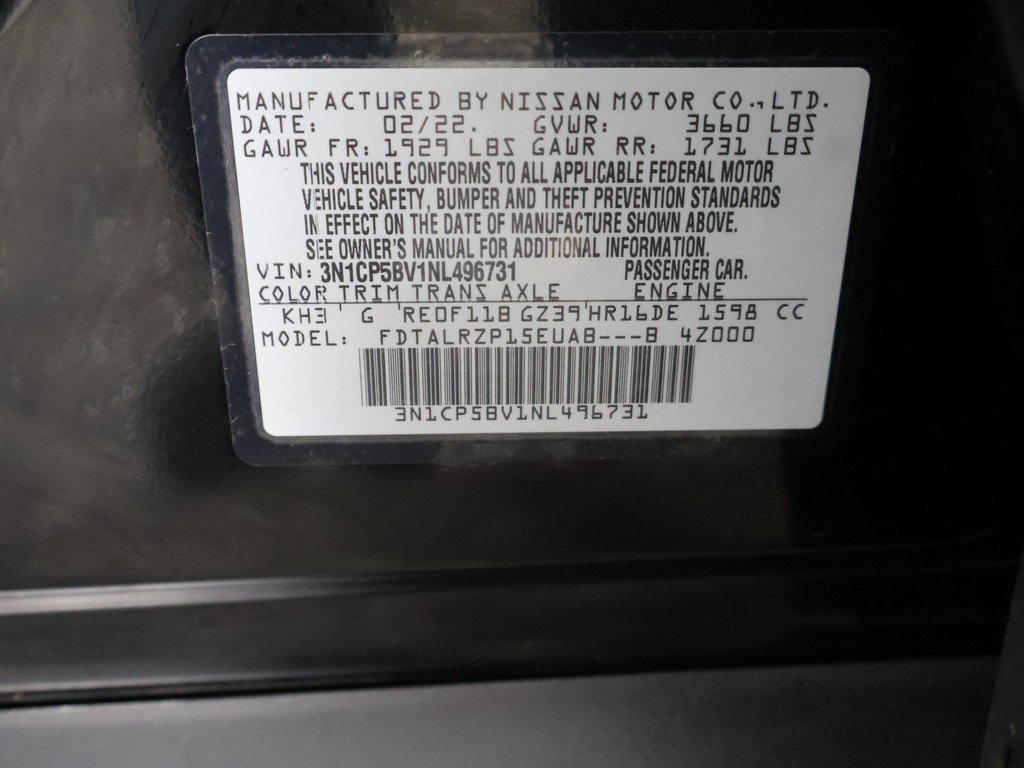 MANUFACTURED BY NISSAN MOTOR CO.,LTD.
DATE: 02/22. GVWR: 3660 LBS
GAWR FR: 1929 LBS GAWR RR: 1731 LBS
THIS VEHICLE CONFORMS TO ALL APPLICABLE FEDERAL MOTOR
VEHICLE SAFETY, BUMPER AND THEFT PREVENTION STANDARDS
IN EFFECT ON THE DATE OF MANUFACTURE SHOWN ABOVE.
SEE OWNER'S MANUAL FOR ADDITIONAL INFORMATION.
VIN: 3N1CP5BV1NL496731 PASSENGER CAR.
COLOR TRIM TRANS AXLE ENGINE
KH3 G RE0F11B GZ39 HR16DE 1598 CC
MODEL: FDTALRZP15EUAB---B 4Z000
3N1CP5BV1NL496731